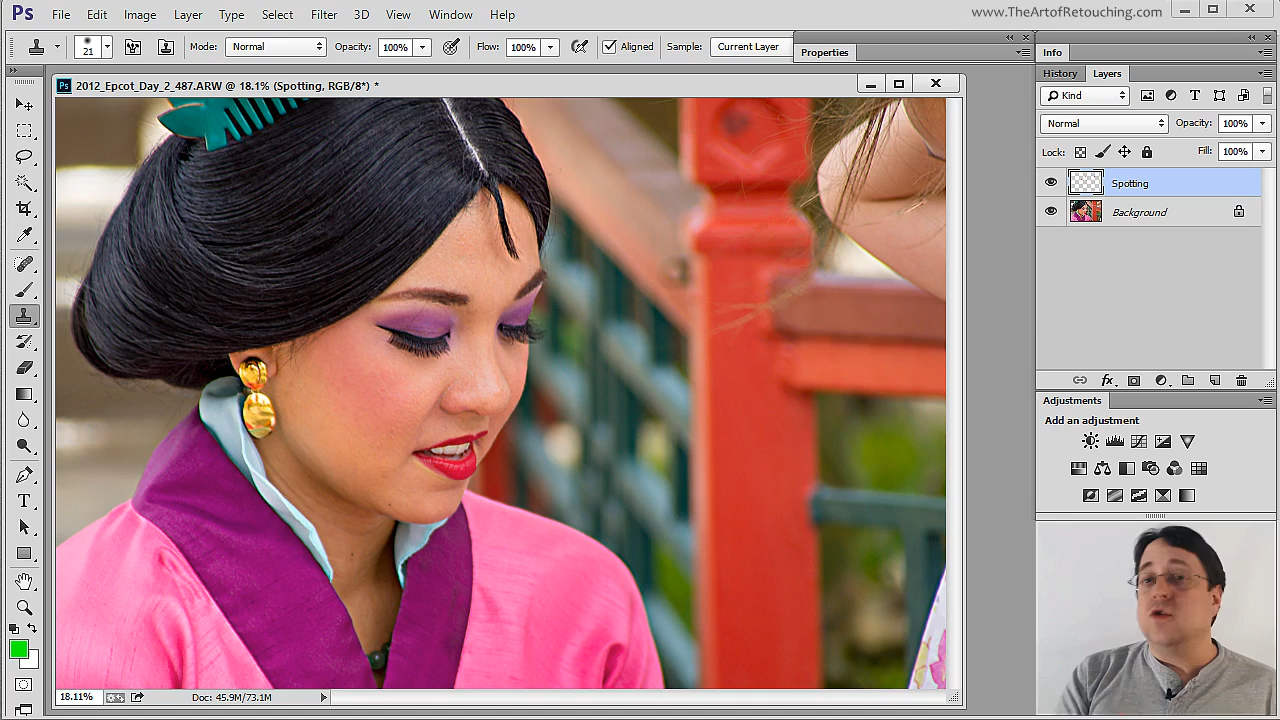 Ps File Edit Image Layer Type Select Filter 3D View Window Help www.TheArtofRetouching.com
21 Mode: Normal Opacity: 100% Flow: 100% Aligned Sample: Current Layer
Properties
Info
Ps 2012_Epcot_Day_2_487.ARW @ 18.1% (Spotting, RGB/8*) *
History Layers
Kind
Normal Opacity: 100%
Lock: Fill: 100%
Spotting
Background
fx
Adjustments
Add an adjustment
T
18.11% Doc: 45.9M/73.1M